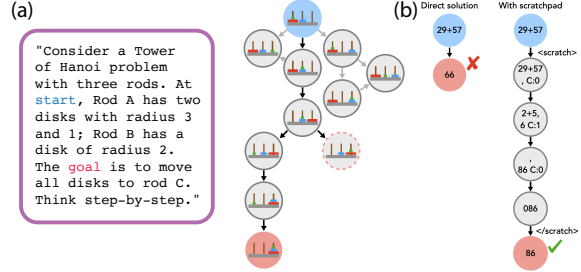 (a)
"Consider a Tower
of Hanoi problem
with three rods. At
start, Rod A has two
disks with radius 3
and 1; Rod B has a
disk of radius 2.
The goal is to move
all disks to rod C.
Think step-by-step."
(b)
Direct solution
29+57
66
With scratchpad
29+57
<scratch>
29+57
, C:0
2+5,
6 C:1
,
86 C:0
086
</scratch>
86